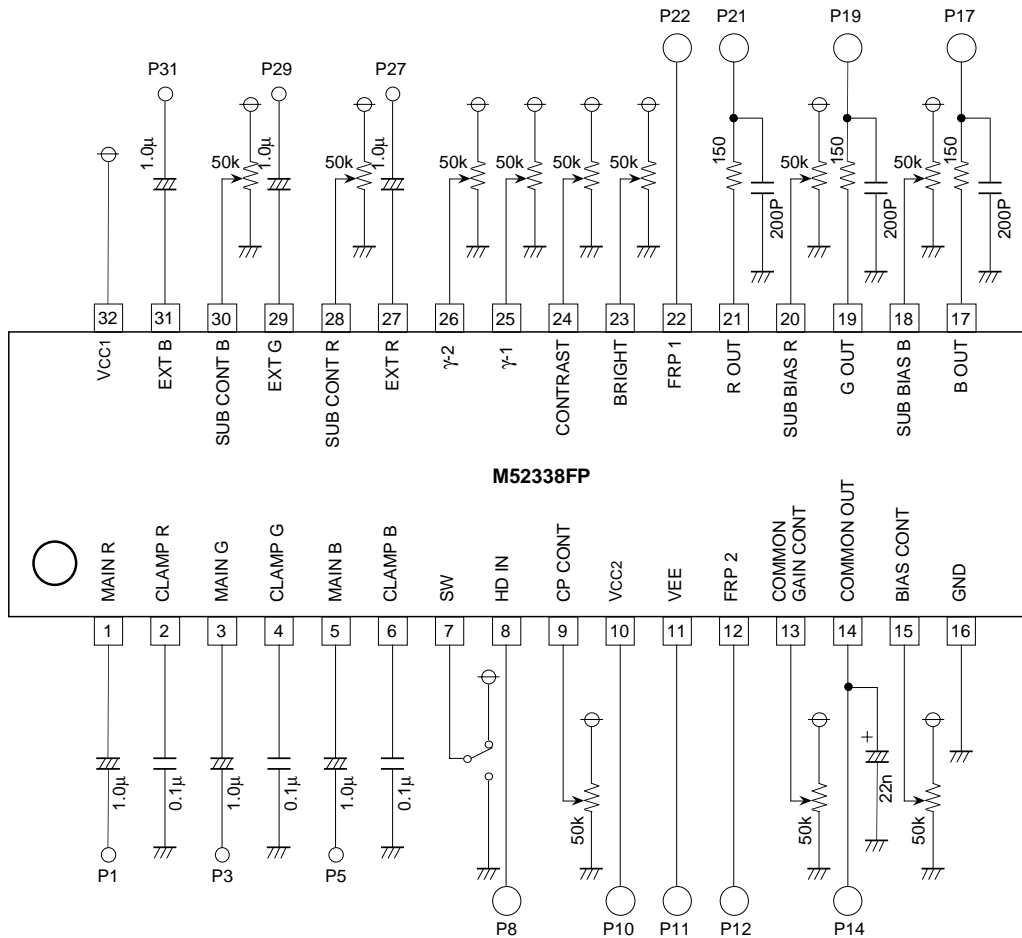 P22 P21 P19 P17
P31 P29 P27
1.0μ 50k 1.0μ 50k 1.0μ 50k 50k 50k 50k 150 200P 50k 150 200P 50k 150 200P
32 31 30 29 28 27 26 25 24 23 22 21 20 19 18 17
VCC1 EXT B SUB CONT B EXT G SUB CONT R EXT R γ-2 γ-1 CONTRAST BRIGHT FRP 1 R OUT SUB BIAS R G OUT SUB BIAS B B OUT
M52338FP
MAIN R CLAMP R MAIN G CLAMP G MAIN B CLAMP B SW HD IN CP CONT VCC2 VEE FRP 2 COMMON GAIN CONT COMMON OUT BIAS CONT GND
1 2 3 4 5 6 7 8 9 10 11 12 13 14 15 16
1.0μ 0.1μ 1.0μ 0.1μ 1.0μ 0.1μ 50k 50k + 22n 50k
P1 P3 P5
P8 P10 P11 P12 P14